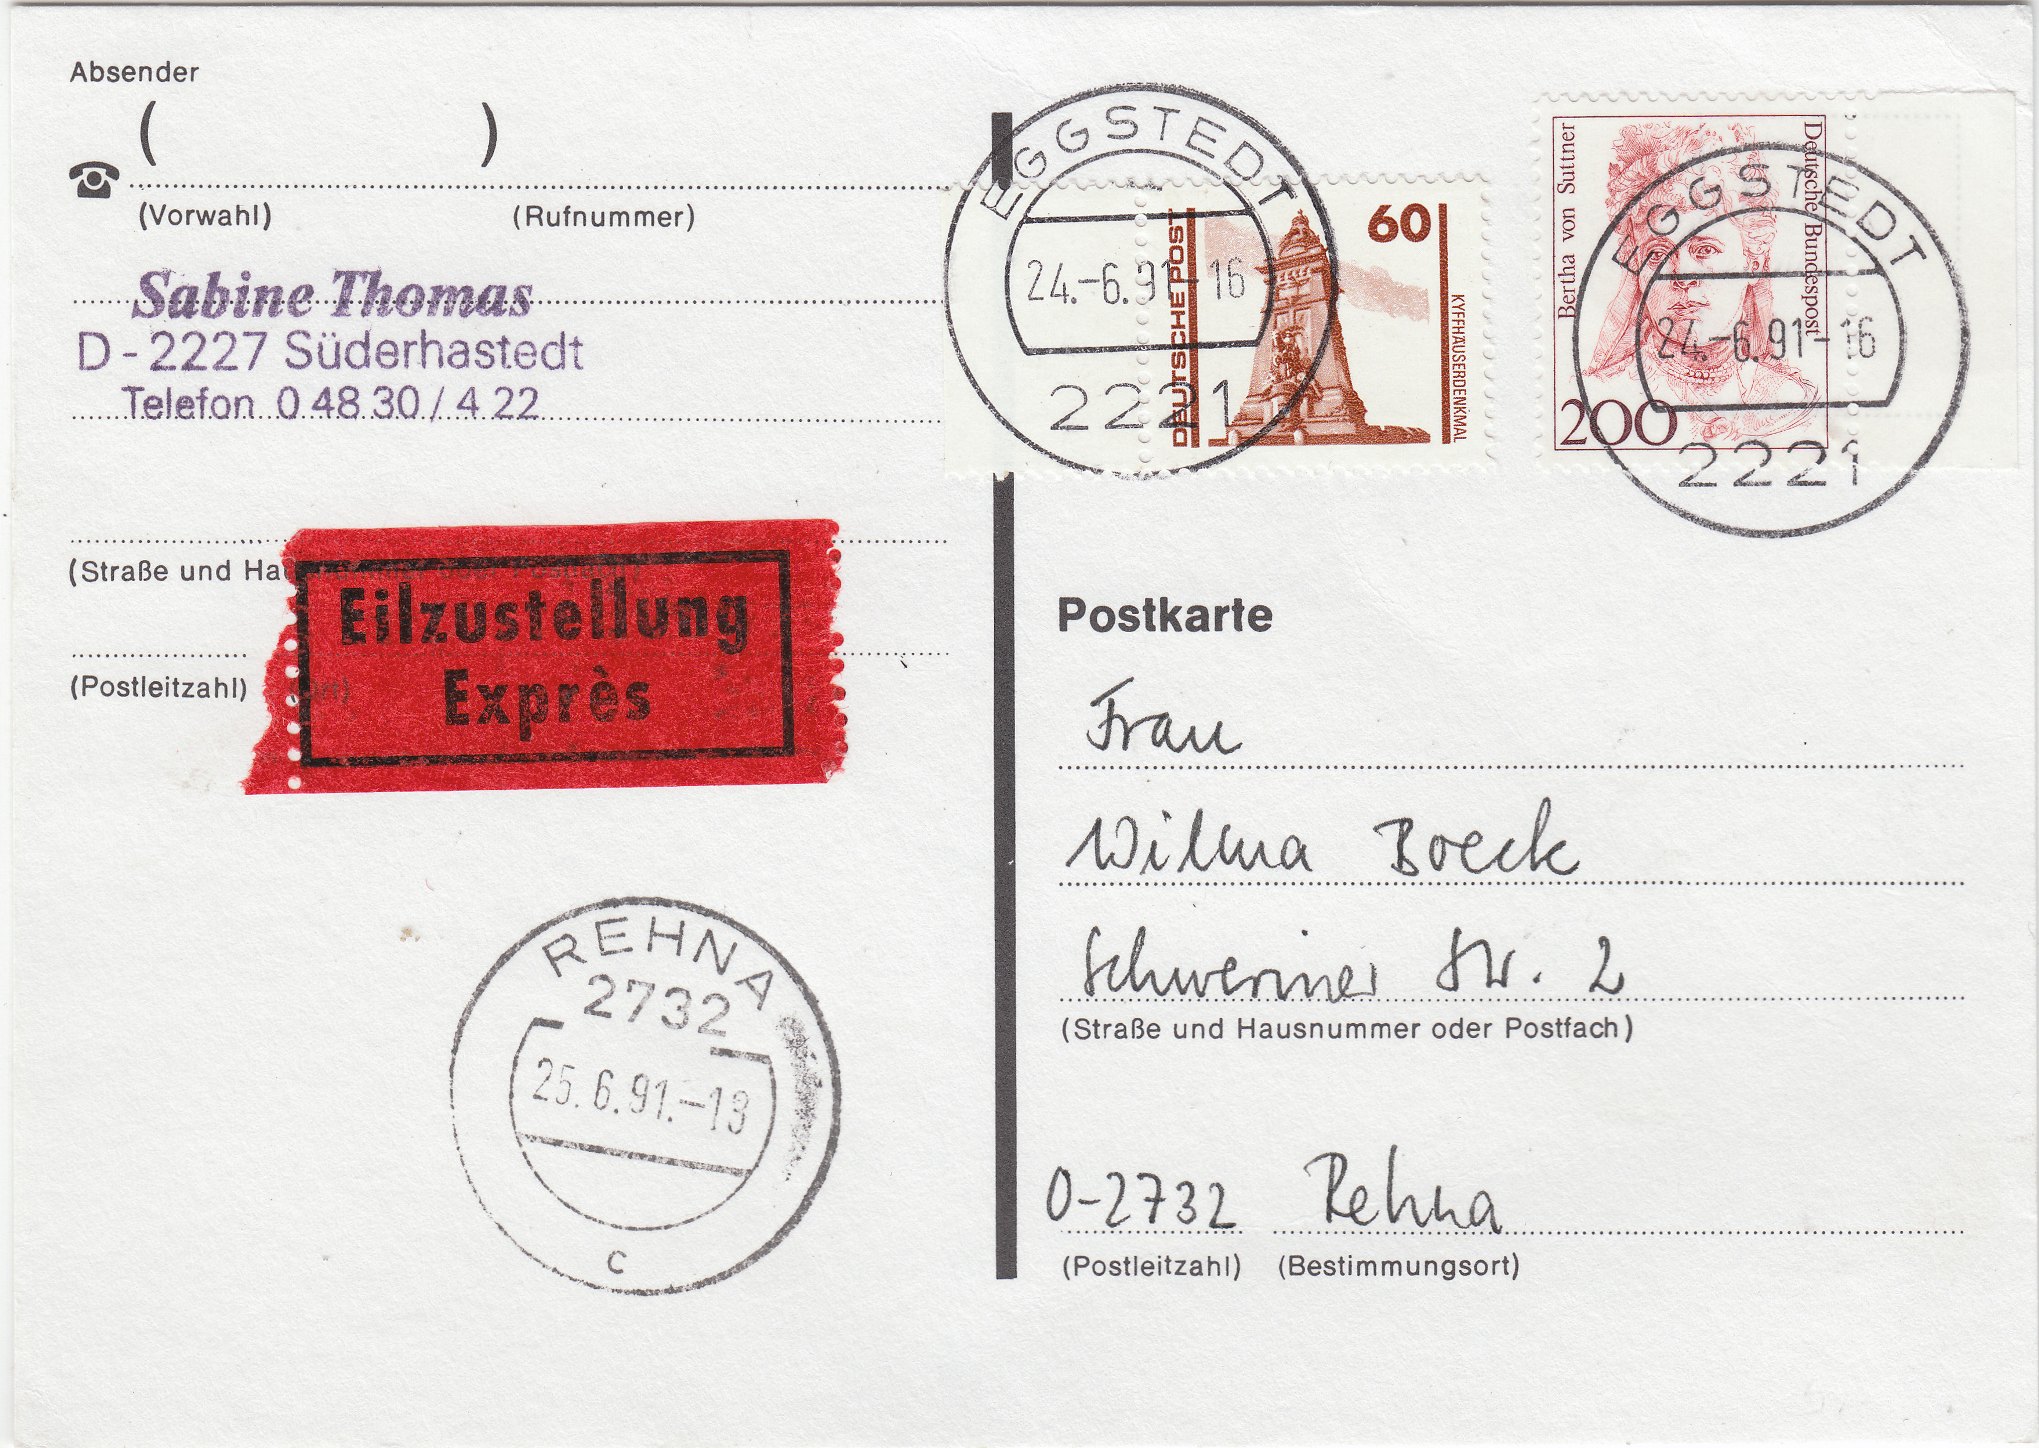 Absender
( )
(Vorwahl) (Rufnummer)
Sabine Thomas
D-2227 Süderhastedt
Telefon 0 48 30 / 4 22
(Straße und Ha
(Postleitzahl)
Eilzustellung
Exprès
REHNA
2732
25.6.91.-13
c
EGGSTEDT
24.-6.91-16
2221
DEUTSCHE POST
60
KYFFHÄUSERDENKMAL
EGGSTEDT
24.-6.91-16
2221
Bertha von Suttner
Deutsche Bundespost
200
Postkarte
Frau
Wilma Boeck
Schweriner Str. 2
(Straße und Hausnummer oder Postfach)
O-2732 Rehna
(Postleitzahl) (Bestimmungsort)